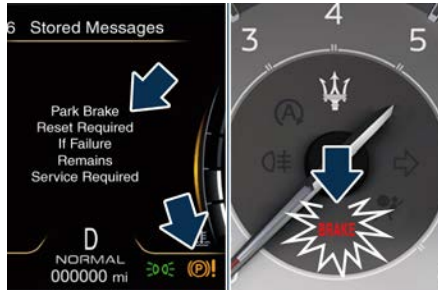 6 Stored Messages
Park Brake
Reset Required
If Failure
Remains
Service Required
D
NORMAL
000000 mi
(P)!
3 4 5
A
BRAKE